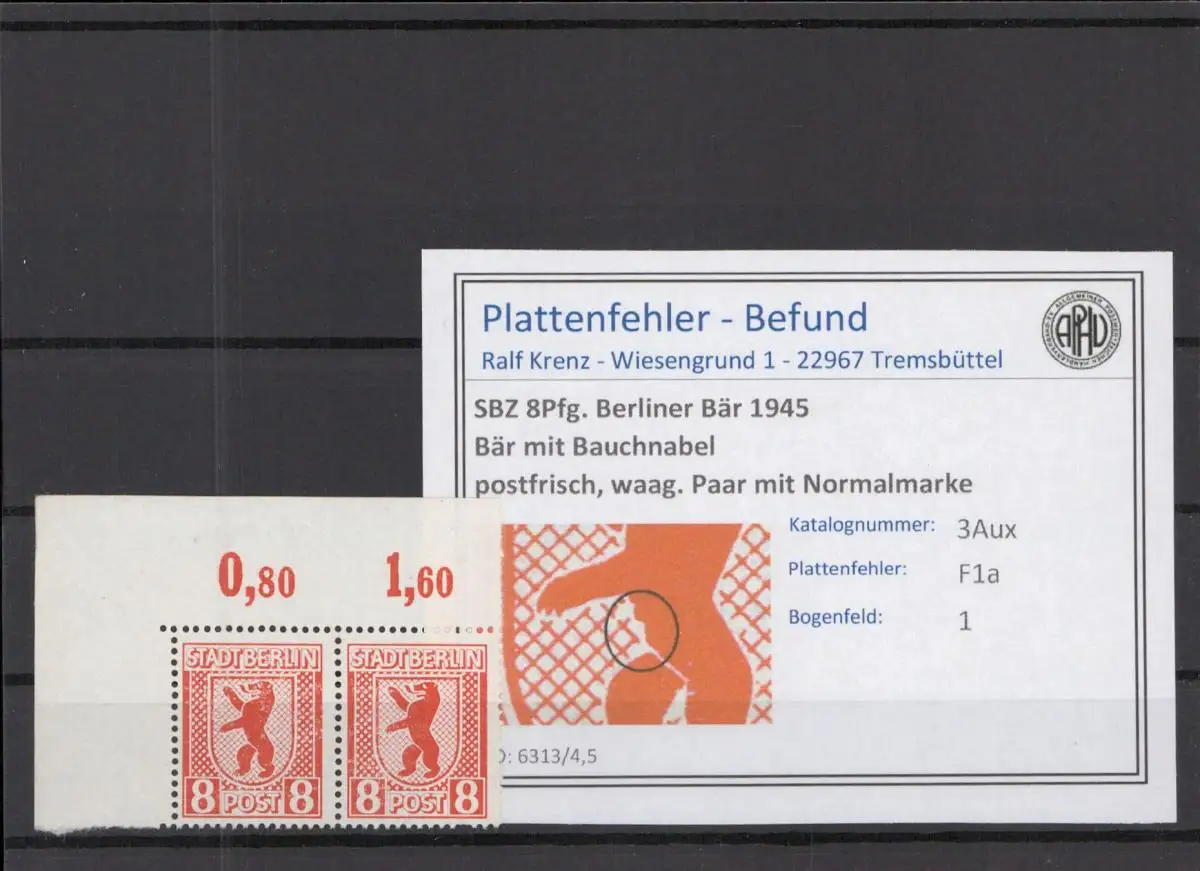 Plattenfehler - Befund
Ralf Krenz - Wiesengrund 1 - 22967 Tremsbüttel
APHV
SBZ 8Pfg. Berliner Bär 1945
Bär mit Bauchnabel
postfrisch, waag. Paar mit Normalmarke
Katalognummer: 3Aux
Plattenfehler: F1a
Bogenfeld: 1
: 6313/4,5
0,80 1,60
STADT BERLIN STADT BERLIN
8 POST 8 8 POST 8